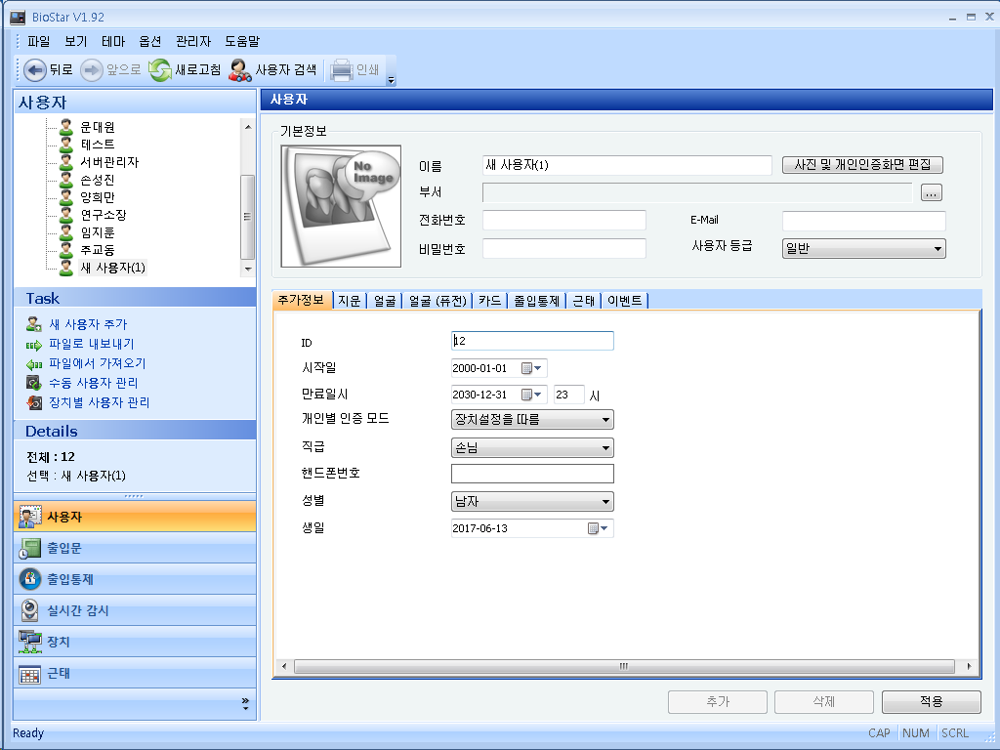 BioStar V1.92
파일 보기 테마 옵션 관리자 도움말
뒤로 앞으로 새로고침 사용자 검색 인쇄
사용자
운대원
테스트
서버관리자
손성진
양희만
연구소장
임지훈
주교동
새 사용자(1)
Task
새 사용자 추가
파일로 내보내기
파일에서 가져오기
수동 사용자 관리
장치별 사용자 관리
Details
전체 : 12
선택 : 새 사용자(1)
사용자
출입문
출입통제
실시간 감시
장치
근태
사용자
기본정보
No Image
이름 새 사용자(1) 사진 및 개인인증화면 편집
부서 ...
전화번호 E-Mail
비밀번호 사용자 등급 일반
추가정보 지문 얼굴 얼굴 (퓨전) 카드 출입통제 근태 이벤트
ID 12
시작일 2000-01-01
만료일시 2030-12-31 23 시
개인별 인증 모드 장치설정을 따름
직급 손님
핸드폰번호
성별 남자
생일 2017-06-13
추가 삭제 적용
Ready CAP NUM SCRL